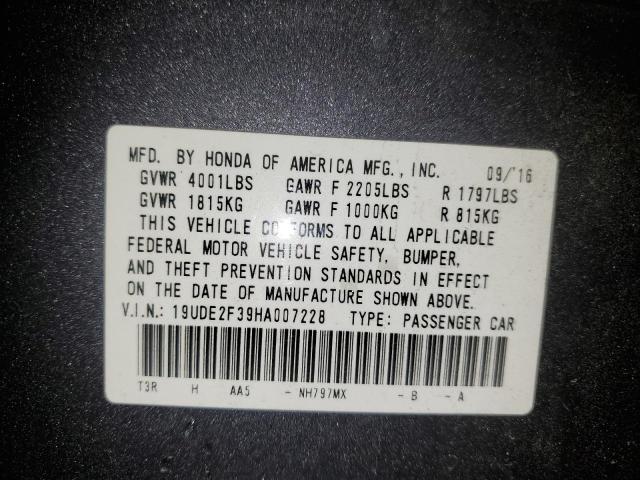 MFD. BY HONDA OF AMERICA MFG., INC. 09/'16
GVWR 4001LBS GAWR F 2205LBS R 1797LBS
GVWR 1815KG GAWR F 1000KG R 815KG
THIS VEHICLE CONFORMS TO ALL APPLICABLE
FEDERAL MOTOR VEHICLE SAFETY, BUMPER,
AND THEFT PREVENTION STANDARDS IN EFFECT
ON THE DATE OF MANUFACTURE SHOWN ABOVE.
V.I.N.: 19UDE2F39HA007228 TYPE: PASSENGER CAR
T3R H AA5 - NH797MX - B - A